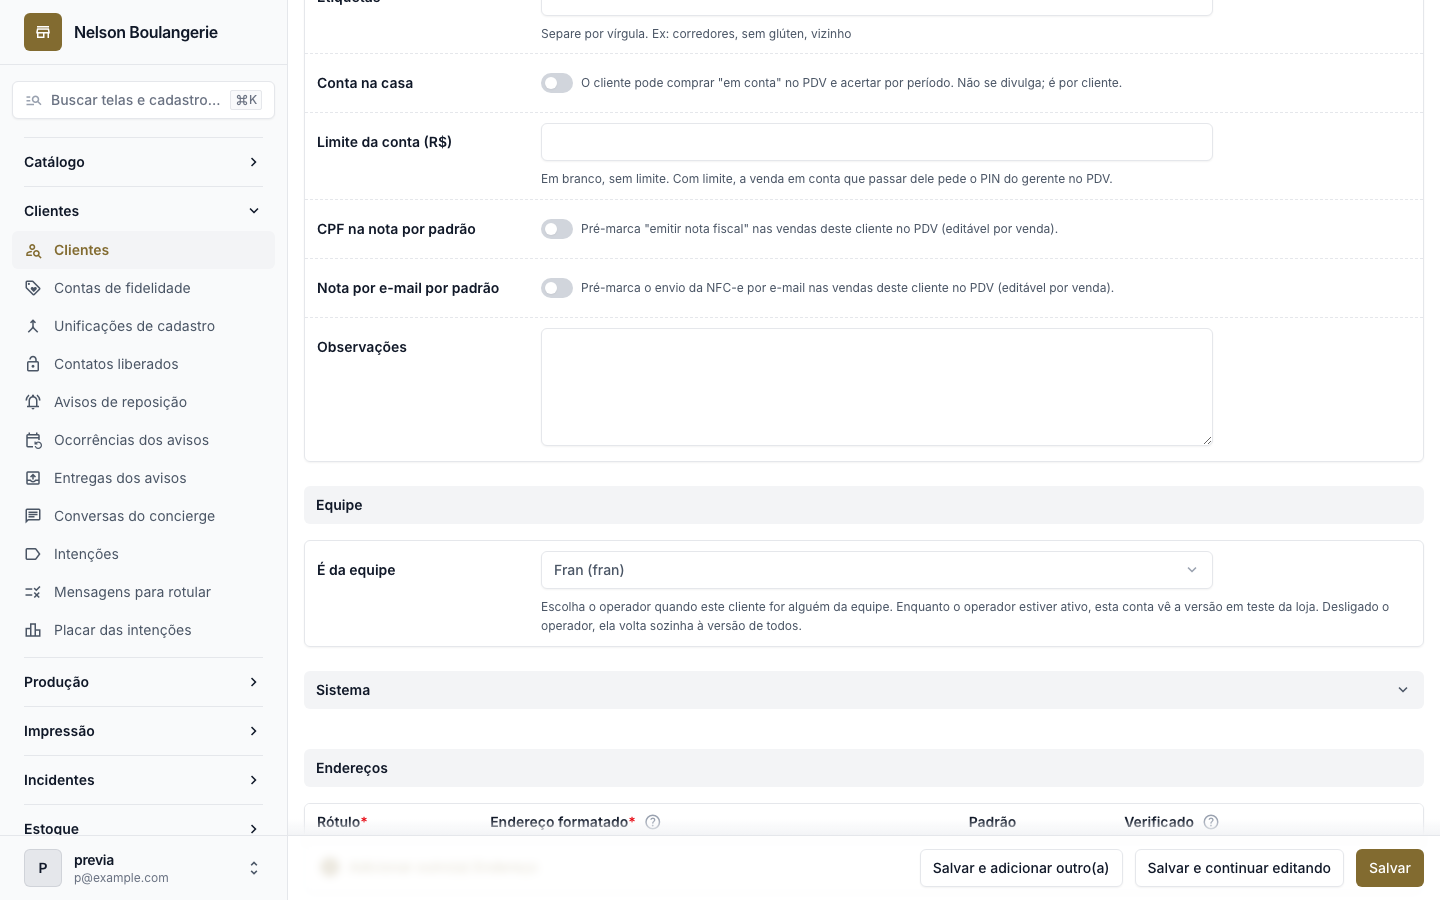 Nelson Boulangerie
Buscar telas e cadastro... ⌘K
Catálogo
Clientes
Clientes
Contas de fidelidade
Unificações de cadastro
Contatos liberados
Avisos de reposição
Ocorrências dos avisos
Entregas dos avisos
Conversas do concierge
Intenções
Mensagens para rotular
Placar das intenções
Produção
Impressão
Incidentes
Estoque
P
previa
p@example.com
Etiquetas
Separe por vírgula. Ex: corredores, sem glúten, vizinho
Conta na casa
O cliente pode comprar "em conta" no PDV e acertar por período. Não se divulga; é por cliente.
Limite da conta (R$)
Em branco, sem limite. Com limite, a venda em conta que passar dele pede o PIN do gerente no PDV.
CPF na nota por padrão
Pré-marca "emitir nota fiscal" nas vendas deste cliente no PDV (editável por venda).
Nota por e-mail por padrão
Pré-marca o envio da NFC-e por e-mail nas vendas deste cliente no PDV (editável por venda).
Observações
Equipe
É da equipe
Fran (fran)
Escolha o operador quando este cliente for alguém da equipe. Enquanto o operador estiver ativo, esta conta vê a versão em teste da loja. Desligado o
operador, ela volta sozinha à versão de todos.
Sistema
Endereços
Rótulo* Endereço formatado* Padrão Verificado
Salvar e adicionar outro(a) Salvar e continuar editando Salvar